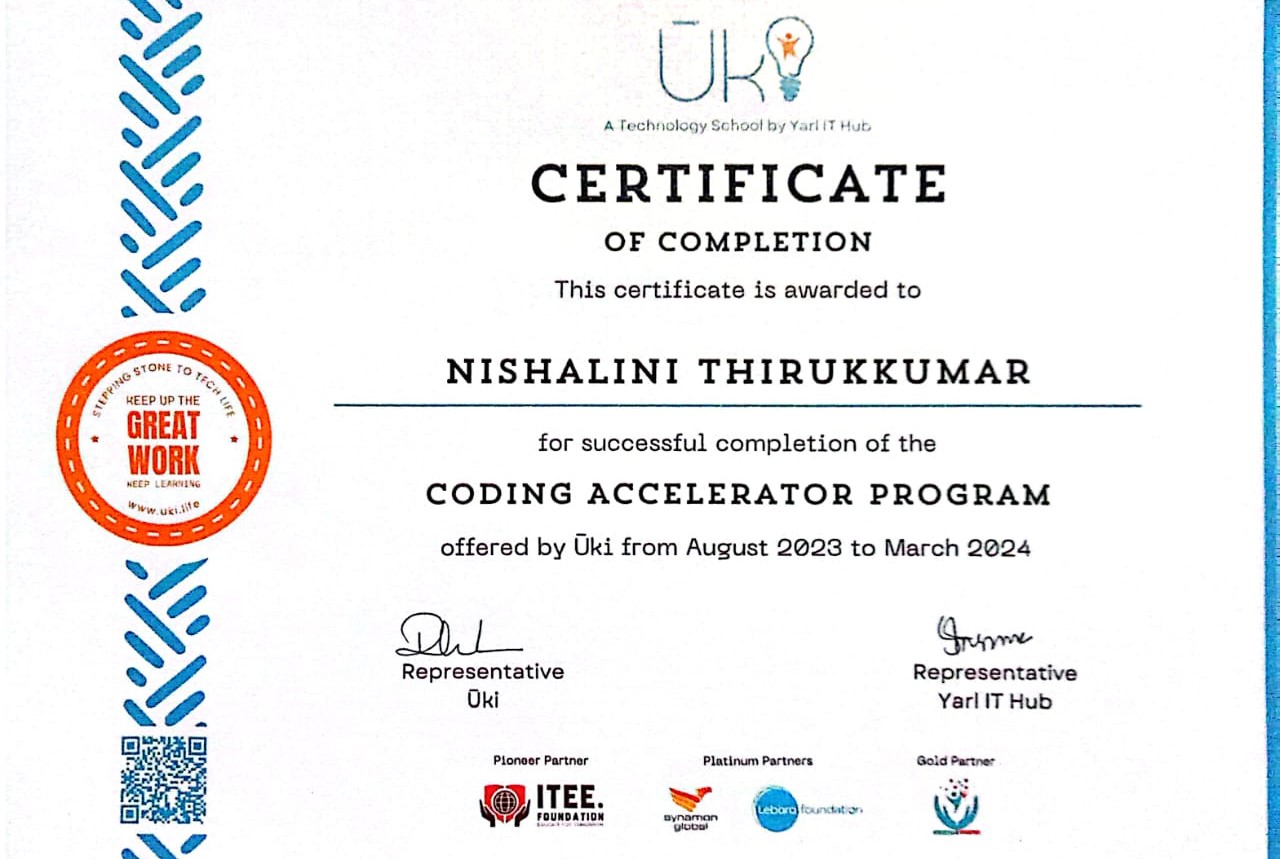 Ūki
A Technology School by Yarl IT Hub
CERTIFICATE
OF COMPLETION
This certificate is awarded to
NISHALINI THIRUKKUMAR
for successful completion of the
CODING ACCELERATOR PROGRAM
offered by Ūki from August 2023 to March 2024
STEPPING STONE TO TECH LIFE
KEEP UP THE
GREAT
WORK
KEEP LEARNING
www.uki.life
Representative
Ūki
Representative
Yarl IT Hub
Pioneer Partner
ITEE.
FOUNDATION
Platinum Partners
synamon
global
Lebara foundation
Gold Partner